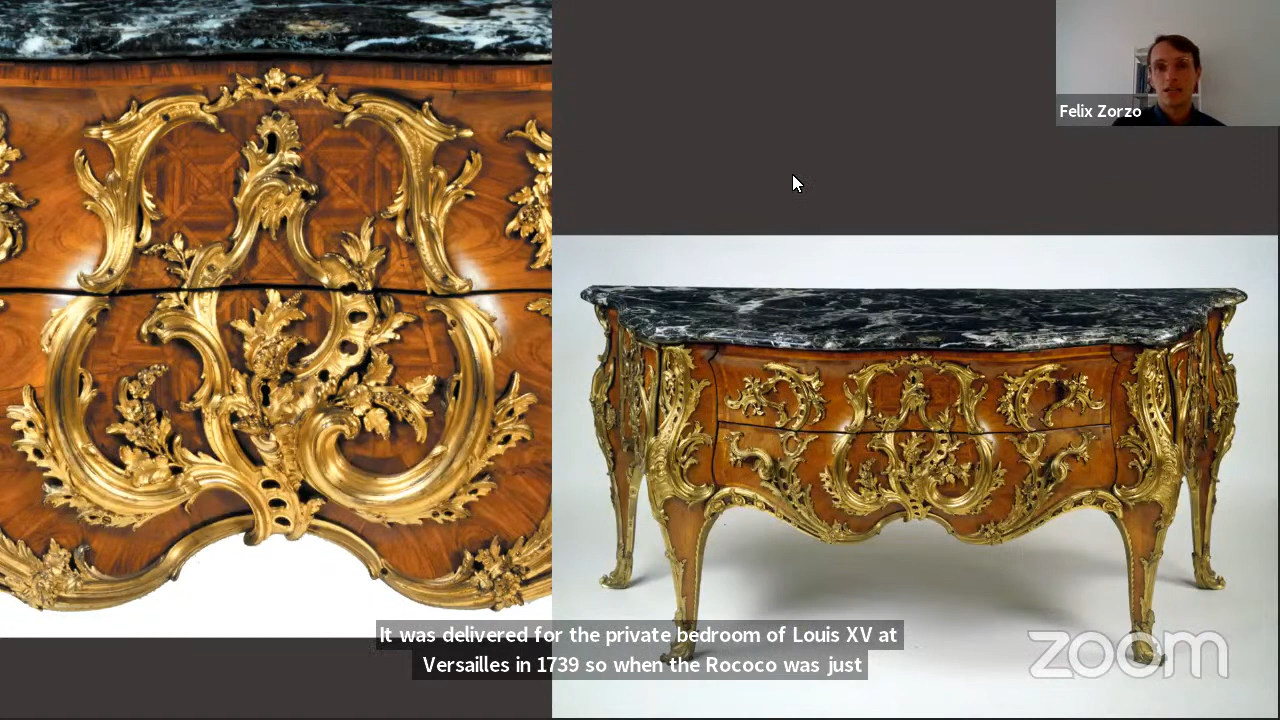 Felix Zorzo
It was delivered for the private bedroom of Louis XV at
Versailles in 1739 so when the Rococo was just
zoom